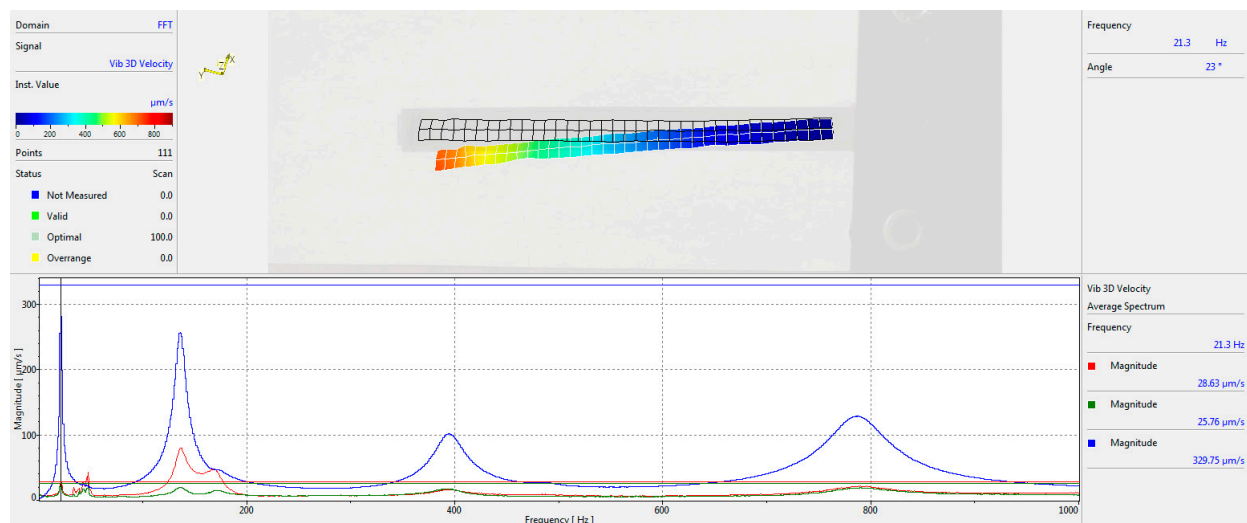 Domain FFT
Signal
Vib 3D Velocity
Inst. Value
µm/s
0 200 400 600 800
Points 111
Status Scan
Not Measured 0.0
Valid 0.0
Optimal 100.0
Overrange 0.0
Y Z X
Frequency
21.3 Hz
Angle 23 °
300
200
100
0
Magnitude [ µm/s ]
200 400 600 800 1000
Frequency [ Hz ]
Vib 3D Velocity
Average Spectrum
Frequency
21.3 Hz
Magnitude
28.63 µm/s
Magnitude
25.76 µm/s
Magnitude
329.75 µm/s